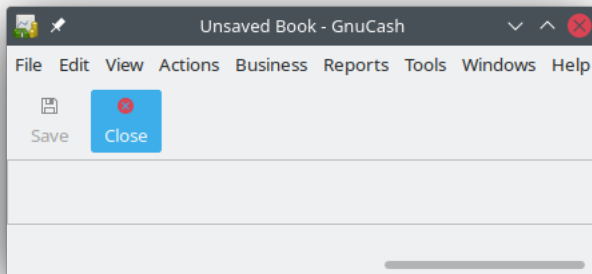 Unsaved Book - GnuCash
File Edit View Actions Business Reports Tools Windows Help
Save Close